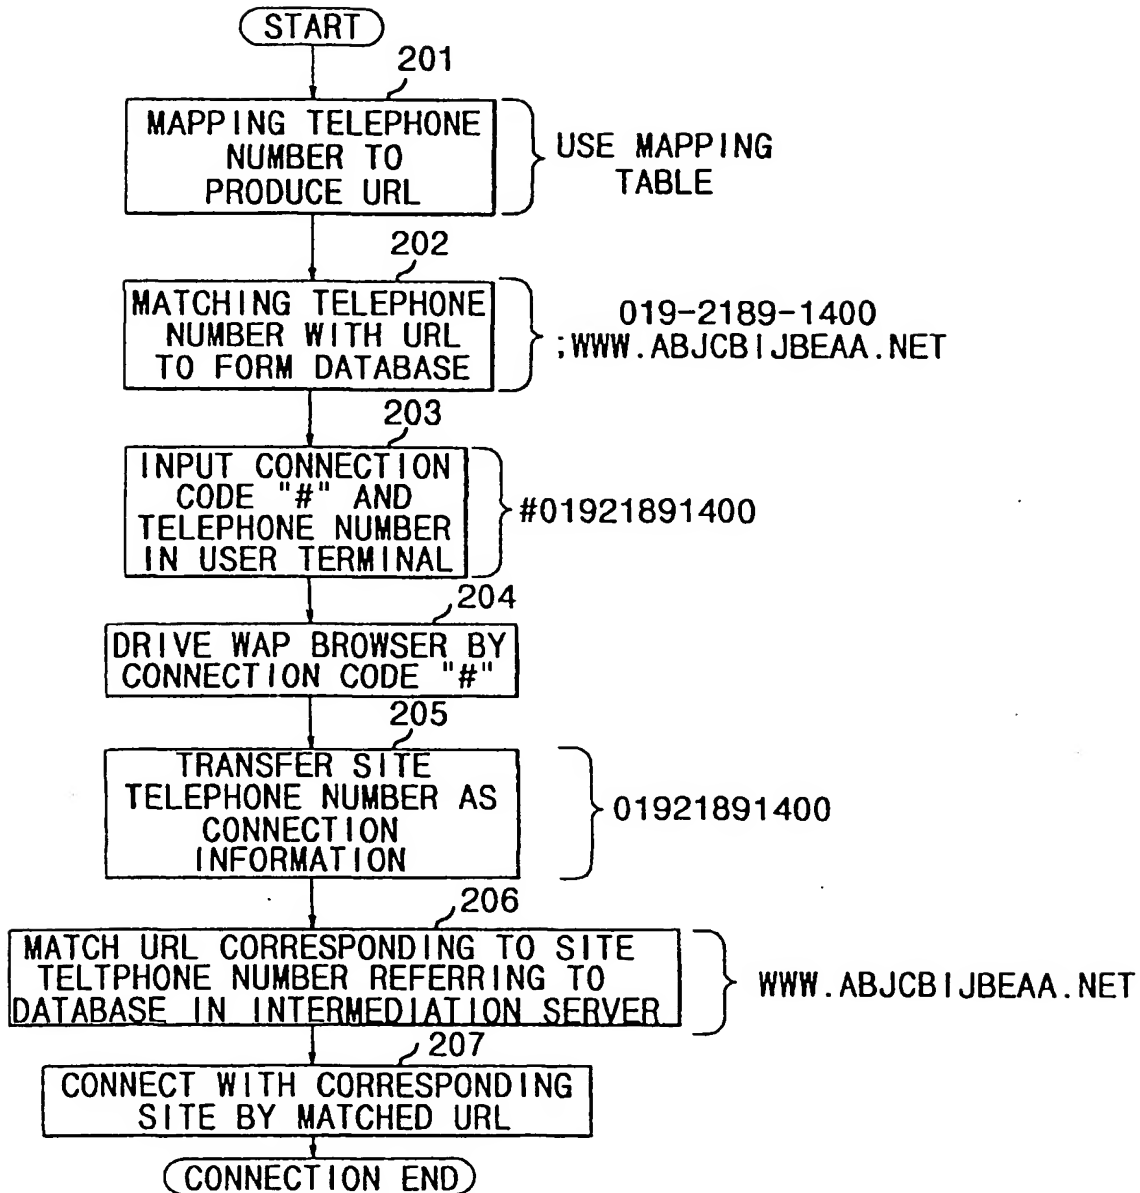 START
201
MAPPING TELEPHONE
NUMBER TO
PRODUCE URL
USE MAPPING
TABLE
202
MATCHING TELEPHONE
NUMBER WITH URL
TO FORM DATABASE
019-2189-1400
;WWW.ABJCBIJBEAA.NET
203
INPUT CONNECTION
CODE "#" AND
TELEPHONE NUMBER
IN USER TERMINAL
#01921891400
204
DRIVE WAP BROWSER BY
CONNECTION CODE "#"
205
TRANSFER SITE
TELEPHONE NUMBER AS
CONNECTION
INFORMATION
01921891400
206
MATCH URL CORRESPONDING TO SITE
TELTPHONE NUMBER REFERRING TO
DATABASE IN INTERMEDIATION SERVER
WWW.ABJCBIJBEAA.NET
207
CONNECT WITH CORRESPONDING
SITE BY MATCHED URL
CONNECTION END